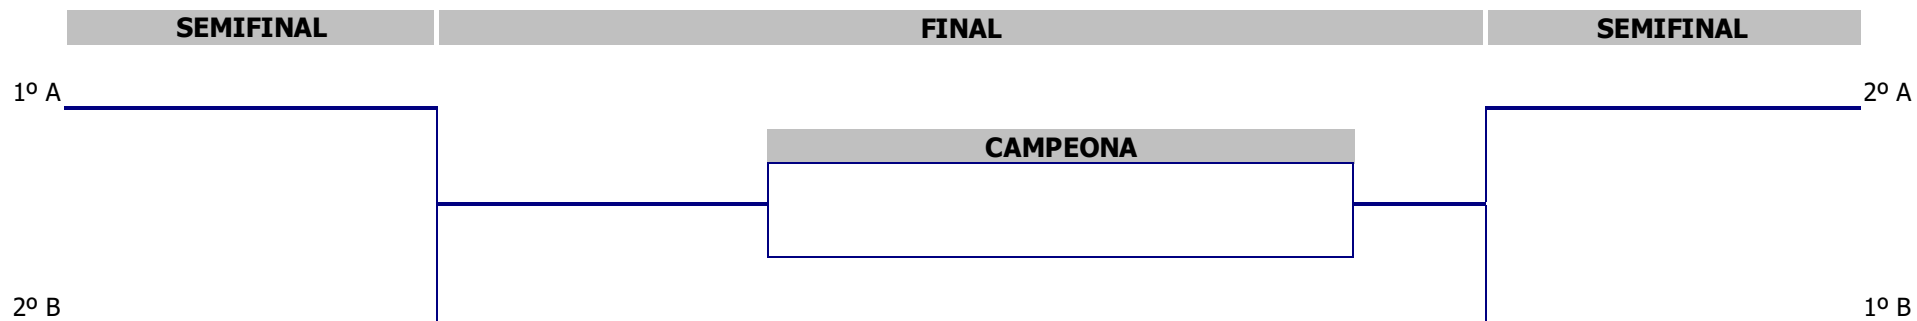 SEMIFINAL FINAL SEMIFINAL
1º A 2º A
CAMPEONA
2º B 1º B